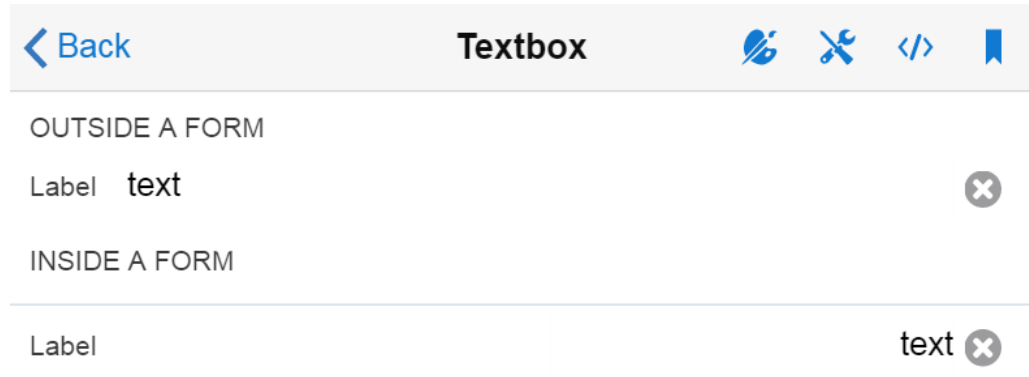 Back Textbox </>
OUTSIDE A FORM
Label text
INSIDE A FORM
Label text